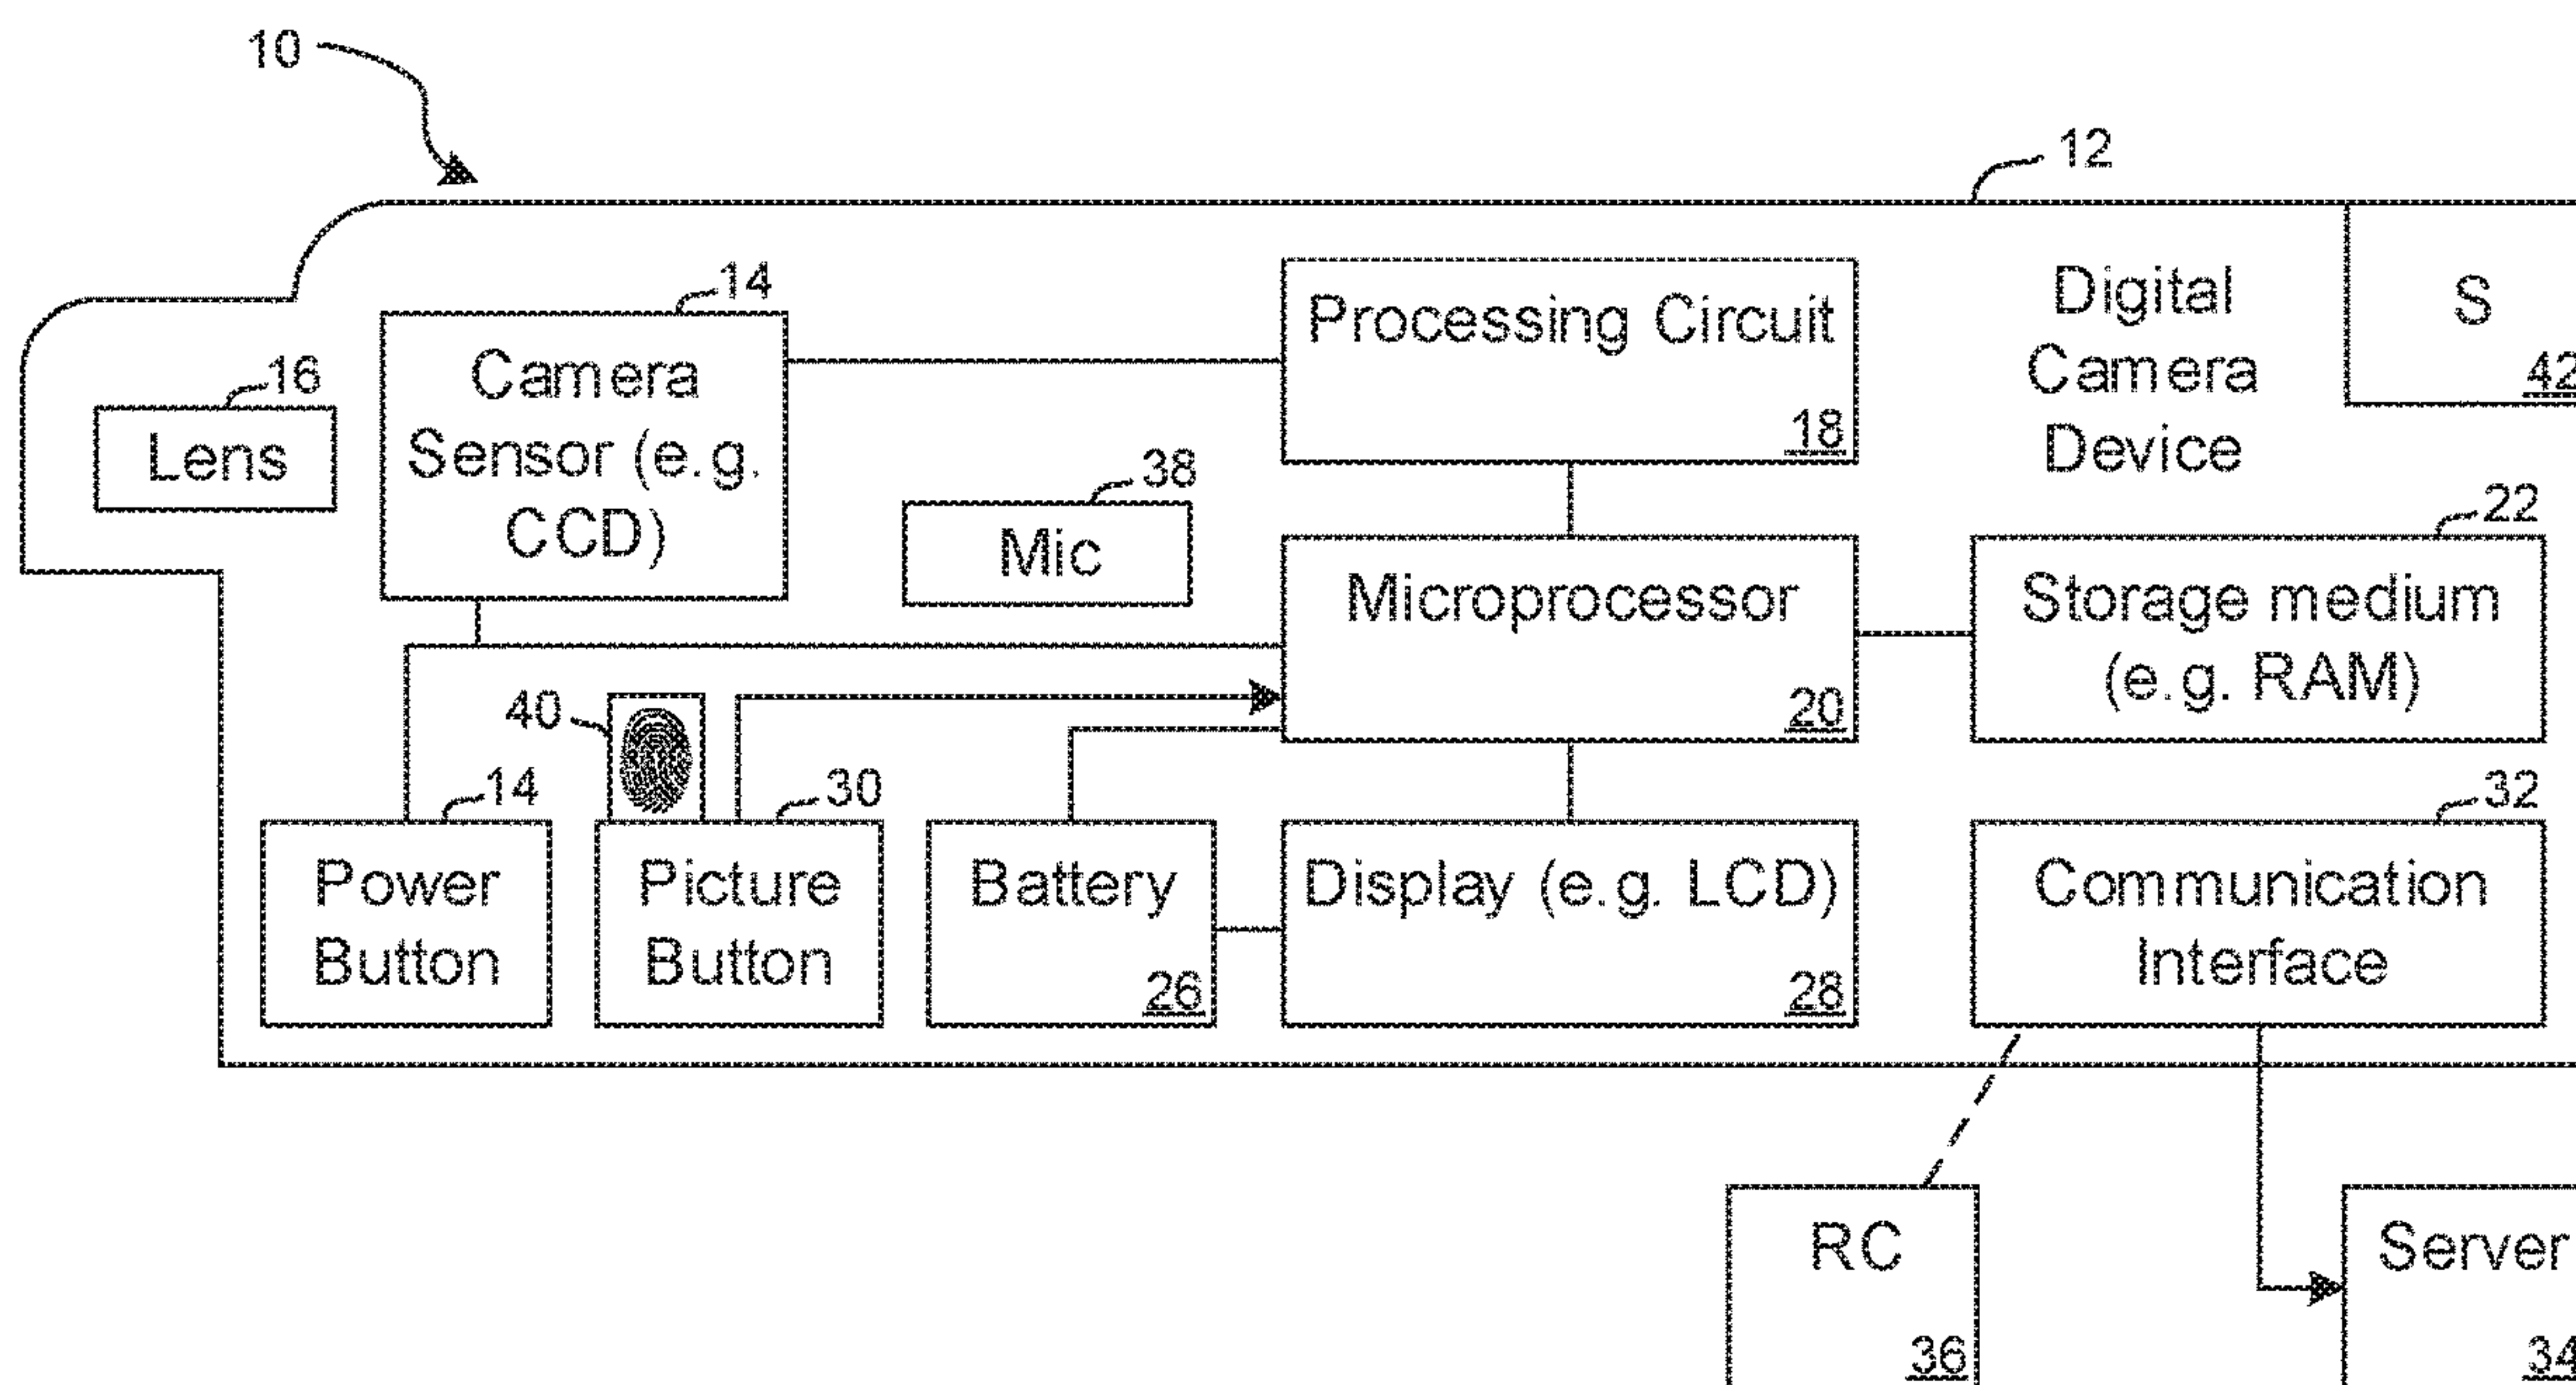 10
12
14
Camera
Sensor (e.g.
CCD)
16
Lens
38
Mic
Processing Circuit
18
Digital
Camera
Device
S
42
Microprocessor
20
22
Storage medium
(e.g. RAM)
40
14
Power
Button
30
Picture
Button
Battery
26
Display (e.g. LCD)
28
32
Communication
Interface
RC
36
Server
34